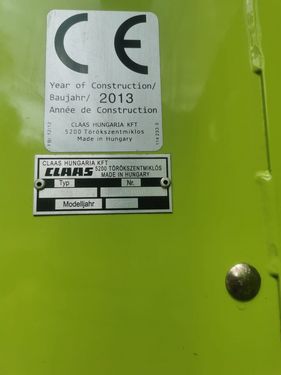 CE
Year of Construction/
Baujahr/ 2013
Année de Construction
CLAAS HUNGARIA KFT
5200 Törökszentmiklós
Made in Hungary
CLAAS HUNGARIA KFT
CLAAS 5200 TÖRÖKSZENTMIKLÓS
MADE IN HUNGARY
Typ Nr.
Modelljahr